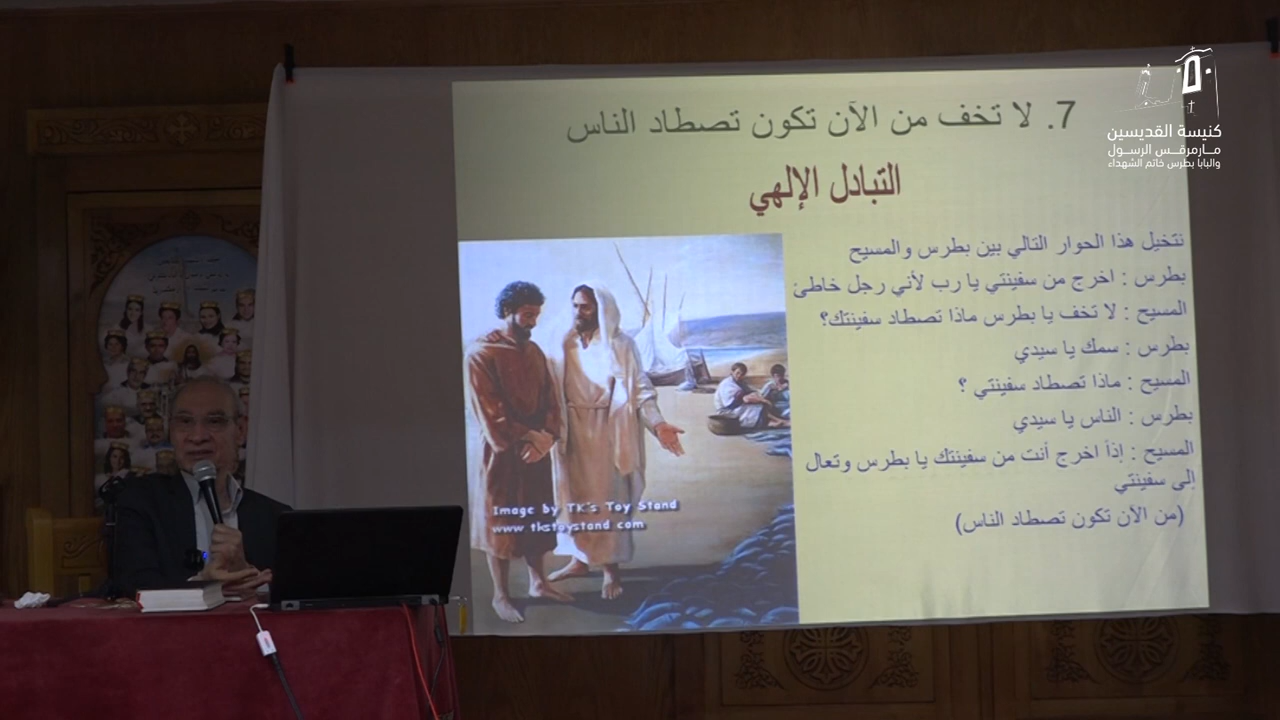 7. لا تخف من الآن تكون تصطاد الناس
التبادل الإلهي
نتخيل هذا الحوار التالي بين بطرس والمسيح
بطرس : اخرج من سفينتي يا رب لأني رجل خاطئ
المسيح : لا تخف يا بطرس ماذا تصطاد سفينتك؟
بطرس : سمك يا سيدي
المسيح : ماذا تصطاد سفينتي ؟
بطرس : الناس يا سيدي
المسيح : إذاً اخرج أنت من سفينتك يا بطرس وتعال
إلى سفينتي
(من الآن تكون تصطاد الناس)
Image by TK's Toy Stand
www.tkstoystand.com
كنيسة القديسين
مارمرقس الرسول
والبابا بطرس خاتم الشهداء